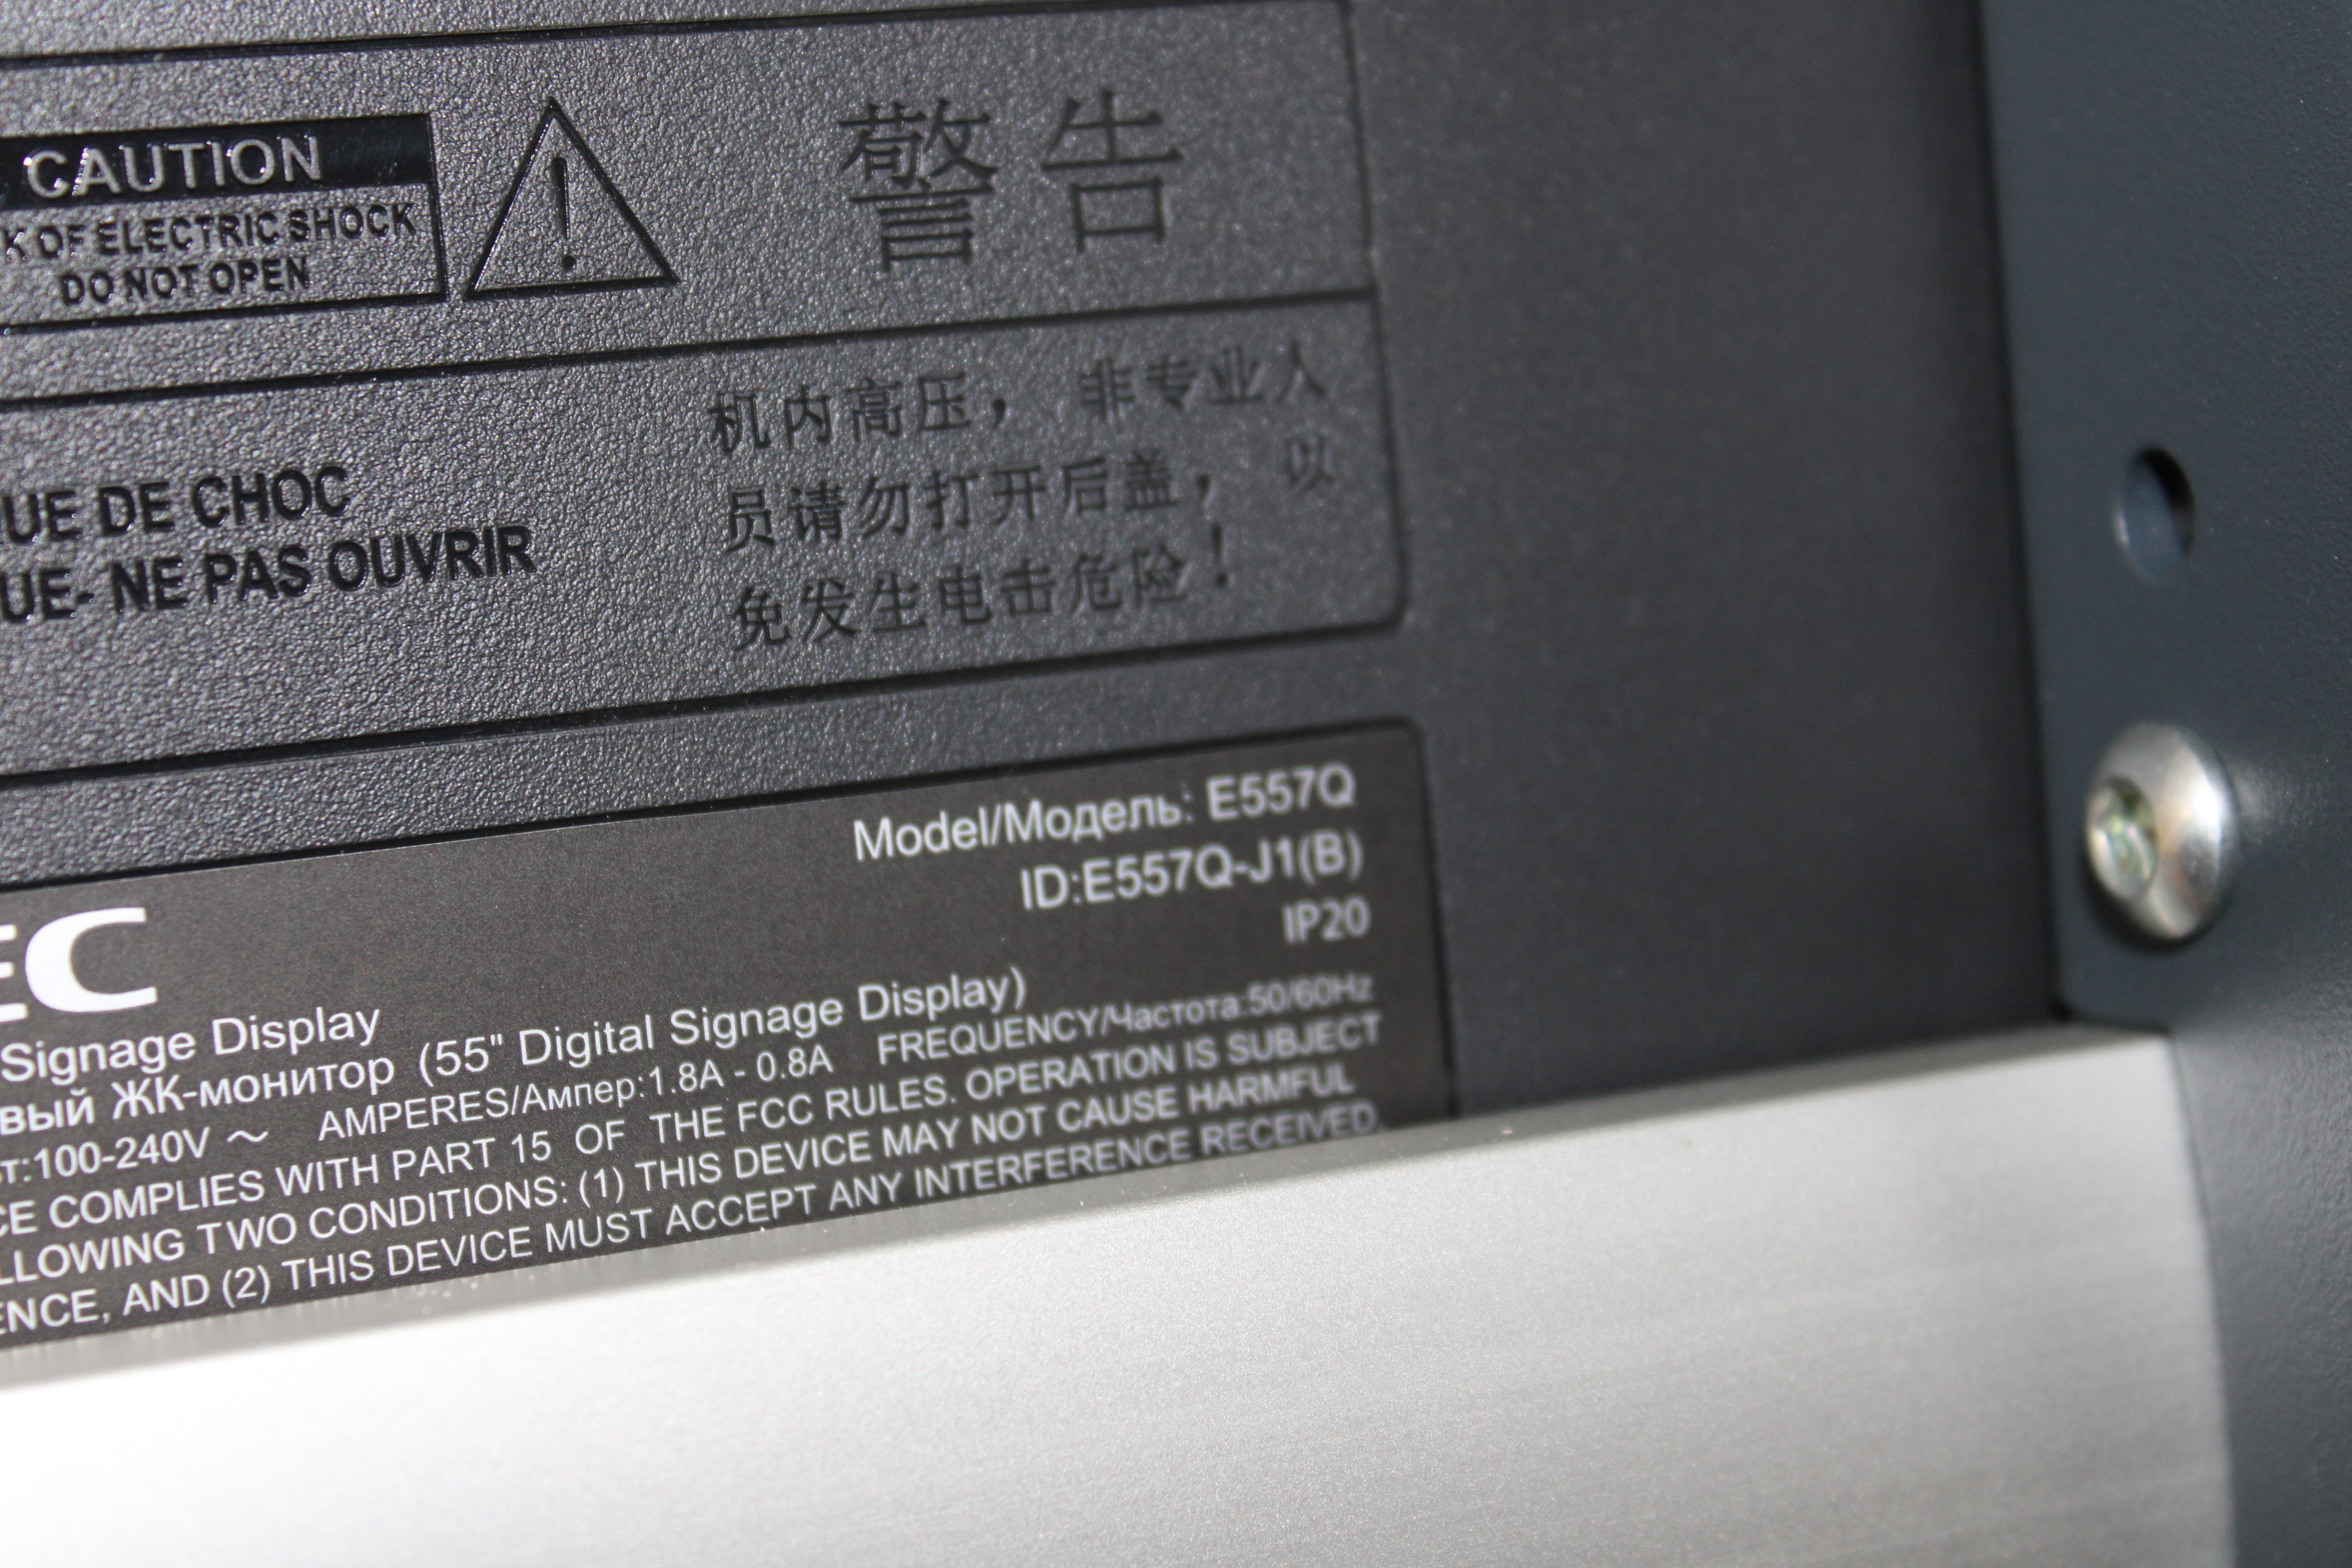 CAUTION
K OF ELECTRIC SHOCK
DO NOT OPEN
警告
UE DE CHOC
UE- NE PAS OUVRIR
机内高压， 非专业人
员请勿打开后盖， 以
免发生电击危险！
Model/Модель: E557Q
ID:E557Q-J1(B)
IP20
EC
Signage Display
вый ЖК-монитор (55" Digital Signage Display)
т:100-240V ～ AMPERES/Ампер:1.8A - 0.8A FREQUENCY/Частота:50/60Hz
CE COMPLIES WITH PART 15 OF THE FCC RULES. OPERATION IS SUBJECT
LLOWING TWO CONDITIONS: (1) THIS DEVICE MAY NOT CAUSE HARMFUL
ENCE, AND (2) THIS DEVICE MUST ACCEPT ANY INTERFERENCE RECEIVED,